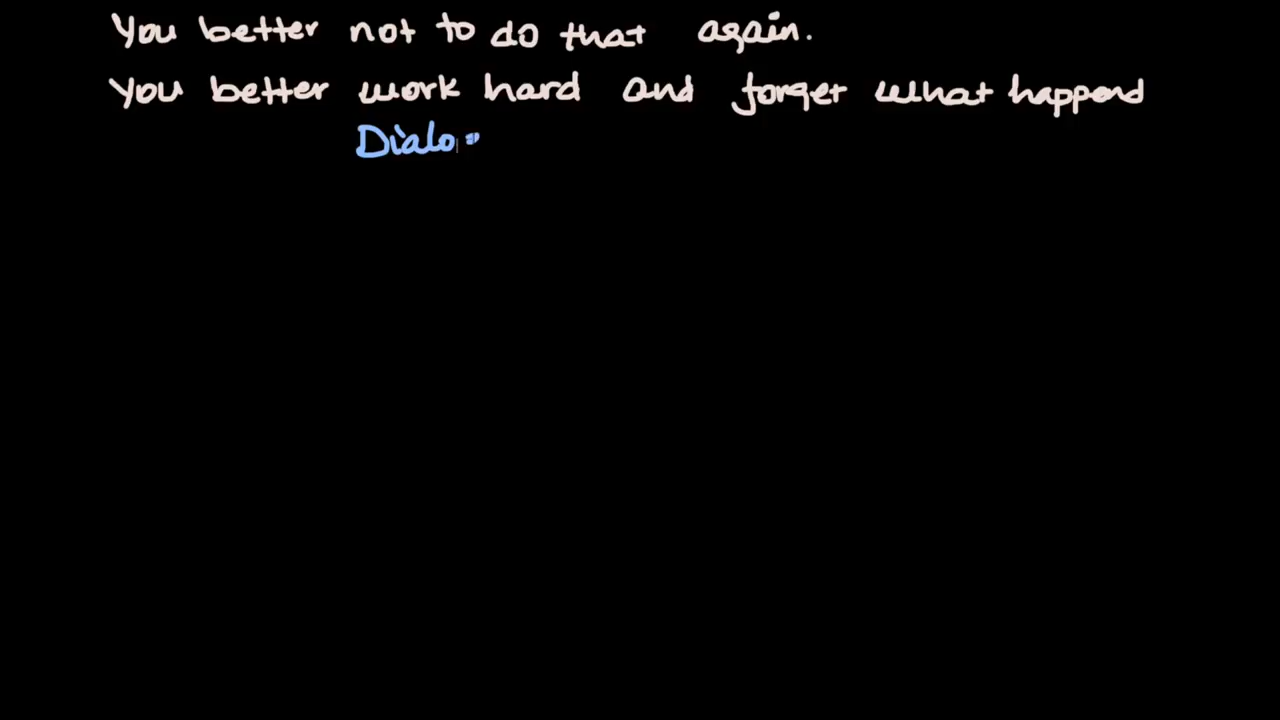 You better not to do that again.
You better work hard and forget what happend
Dialo